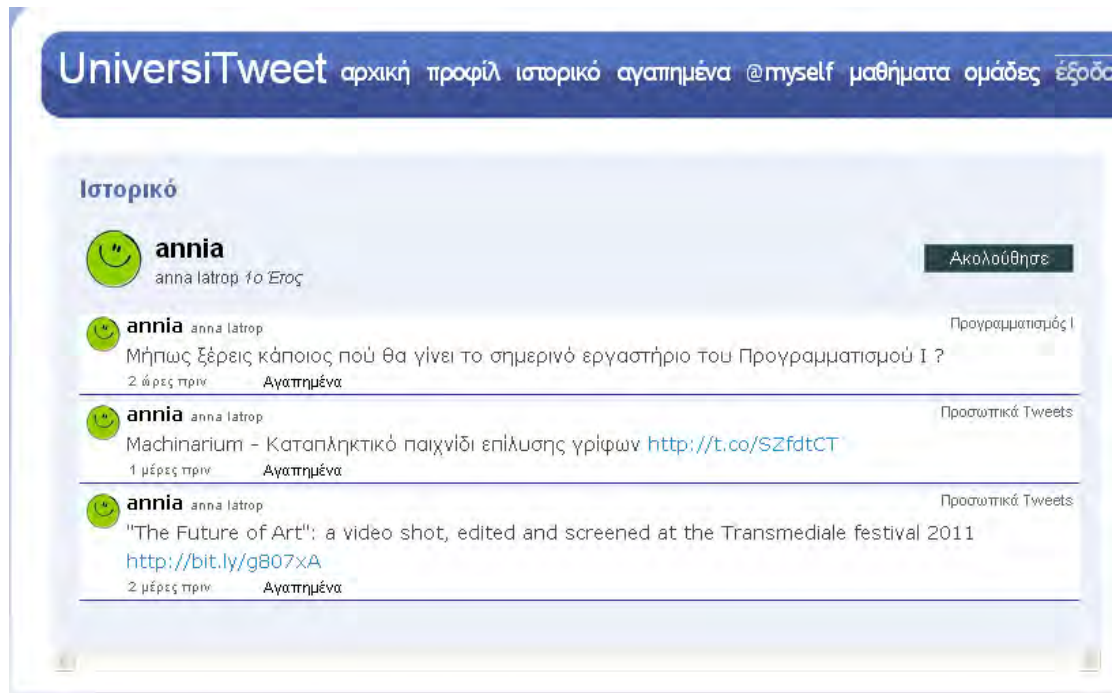 UniversiTweet αρχική προφίλ ιστορικό αγαπημένα @myself μαθήματα ομάδες
Ιστορικό
annia
anna latrop 1ο Έτος
Ακολούθησε
annia anna latrop
Προγραμματισμός Ι
Μήπως ξέρεις κάποιος πού θα γίνει το σημερινό εργαστήριο του Προγραμματισμού Ι ?
2 ώρες πριν Αγαπημένα
annia anna latrop
Προσωπικά Tweets
Machinarium - Καταπληκτικό παιχνίδι επίλυσης γρίφων http://t.co/SZfdtCT
1 μέρες πριν Αγαπημένα
annia anna latrop
Προσωπικά Tweets
"The Future of Art": a video shot, edited and screened at the Transmediale festival 2011
http://bit.ly/g807xA
2 μέρες πριν Αγαπημένα